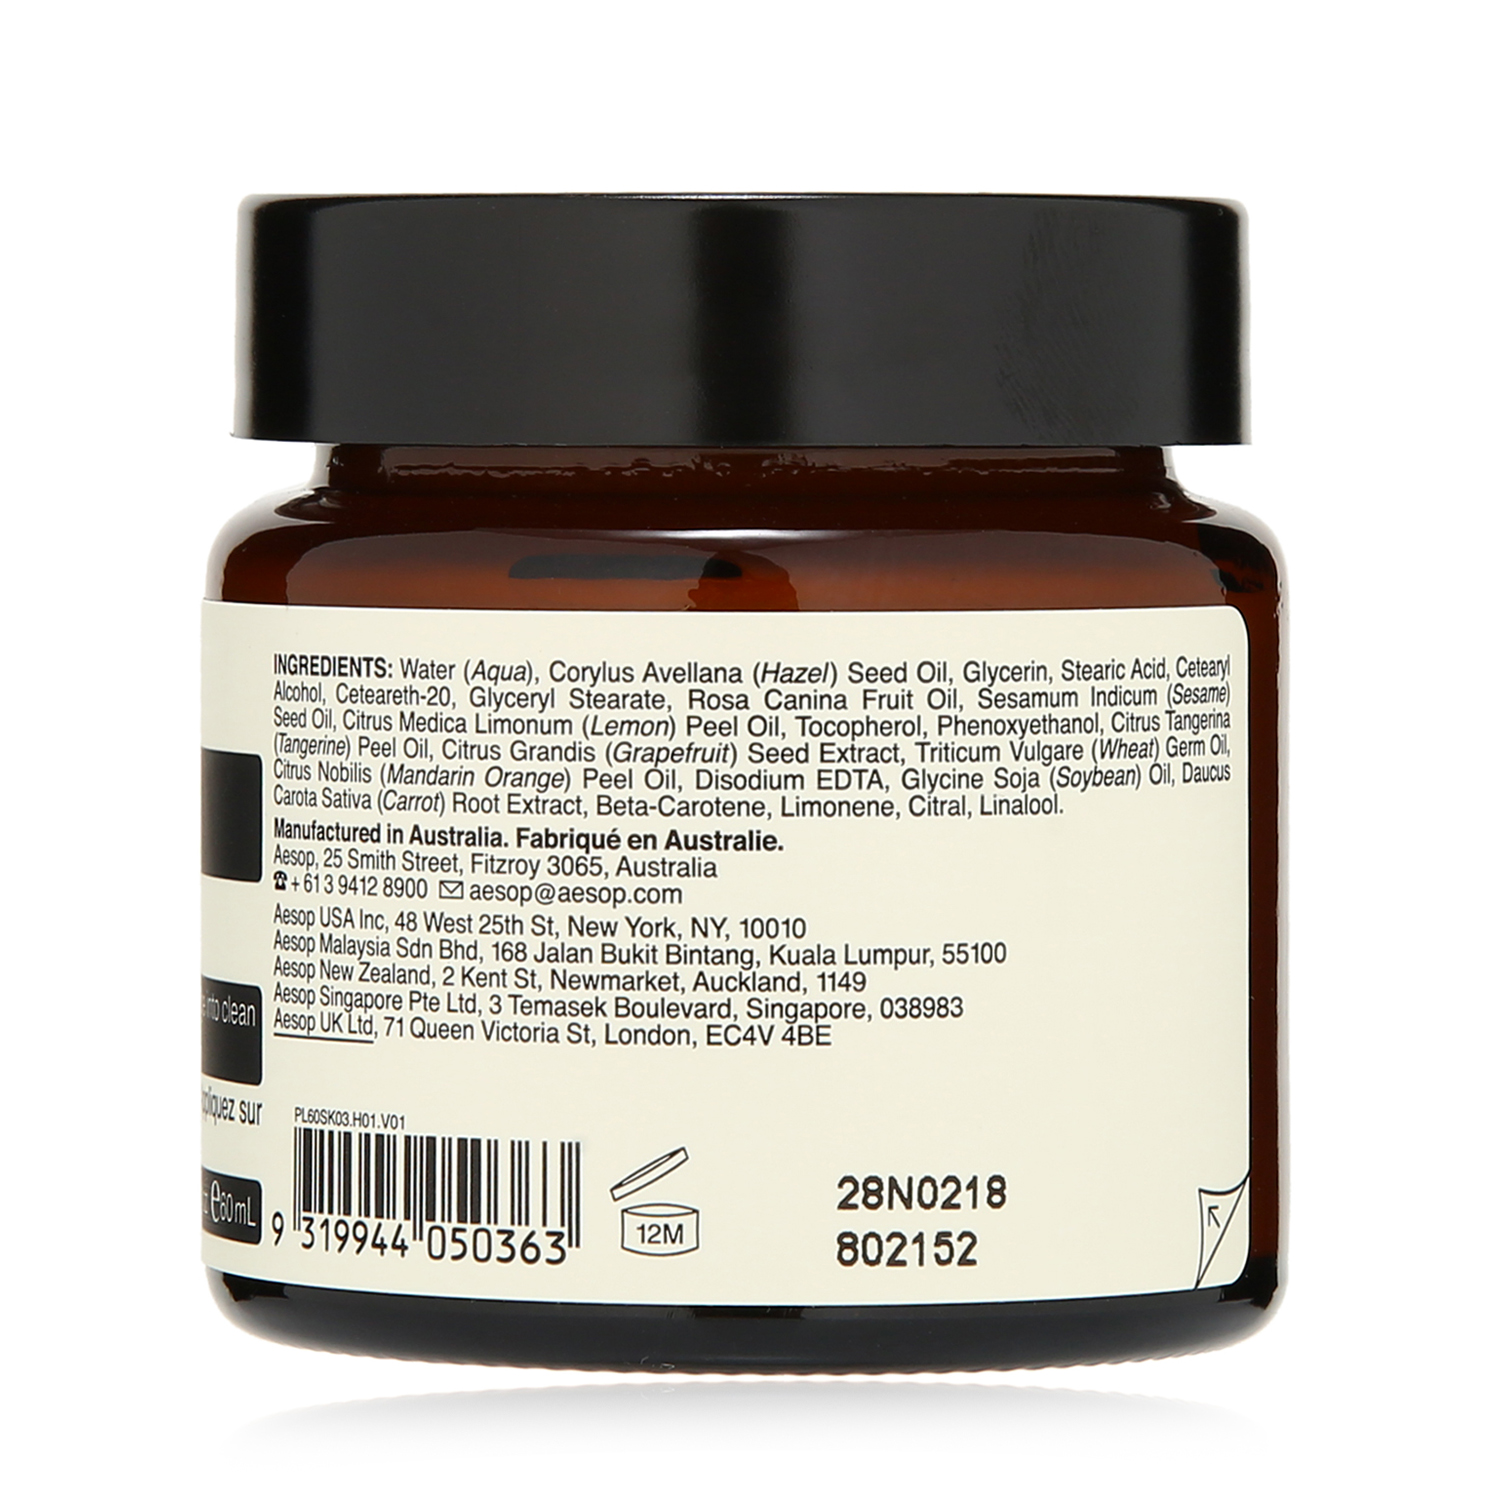 INGREDIENTS: Water (Aqua), Corylus Avellana (Hazel) Seed Oil, Glycerin, Stearic Acid, Cetearyl
Alcohol, Ceteareth-20, Glyceryl Stearate, Rosa Canina Fruit Oil, Sesamum Indicum (Sesame)
Seed Oil, Citrus Medica Limonum (Lemon) Peel Oil, Tocopherol, Phenoxyethanol, Citrus Tangerina
(Tangerine) Peel Oil, Citrus Grandis (Grapefruit) Seed Extract, Triticum Vulgare (Wheat) Germ Oil,
Citrus Nobilis (Mandarin Orange) Peel Oil, Disodium EDTA, Glycine Soja (Soybean) Oil, Daucus
Carota Sativa (Carrot) Root Extract, Beta-Carotene, Limonene, Citral, Linalool.
Manufactured in Australia. Fabriqué en Australie.
Aesop, 25 Smith Street, Fitzroy 3065, Australia
☎ + 61 3 9412 8900 ✉ aesop@aesop.com
Aesop USA Inc, 48 West 25th St, New York, NY, 10010
Aesop Malaysia Sdn Bhd, 168 Jalan Bukit Bintang, Kuala Lumpur, 55100
Aesop New Zealand, 2 Kent St, Newmarket, Auckland, 1149
Aesop Singapore Pte Ltd, 3 Temasek Boulevard, Singapore, 038983
Aesop UK Ltd, 71 Queen Victoria St, London, EC4V 4BE
into clean
sur
℮60mL
PL60SK03.H01.V01
9 319944 050363
12M
28N0218
802152